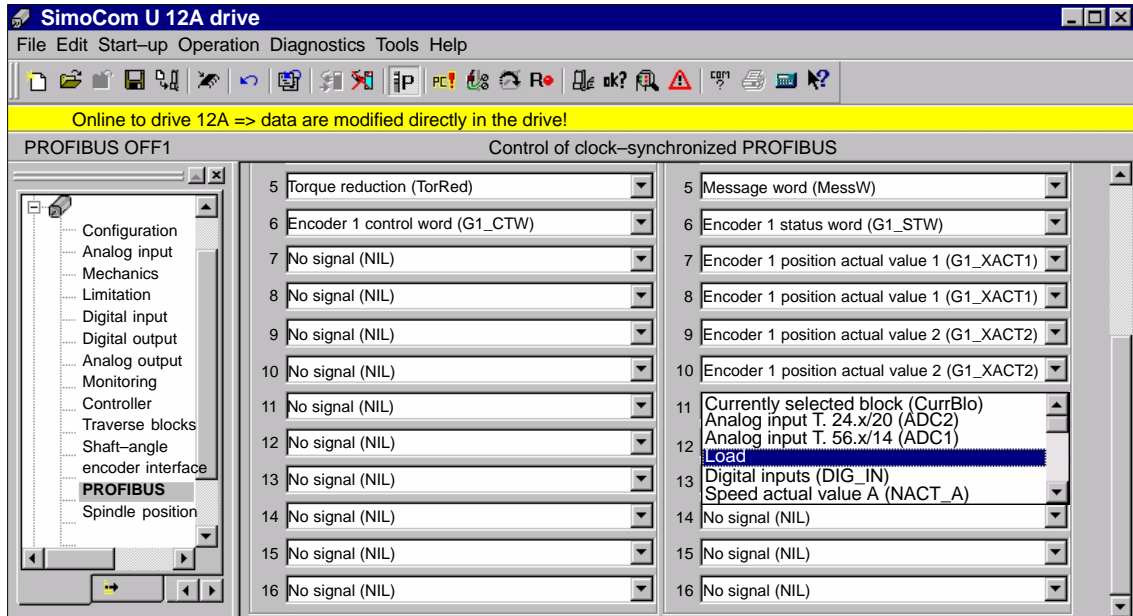 SimoCom U 12A drive
File Edit Start–up Operation Diagnostics Tools Help
P PC! R ok? com
Online to drive 12A => data are modified directly in the drive!
PROFIBUS OFF1
Control of clock–synchronized PROFIBUS
Configuration
Analog input
Mechanics
Limitation
Digital input
Digital output
Analog output
Monitoring
Controller
Traverse blocks
Shaft–angle
encoder interface
PROFIBUS
Spindle position
5 Torque reduction (TorRed)
6 Encoder 1 control word (G1_CTW)
7 No signal (NIL)
8 No signal (NIL)
9 No signal (NIL)
10 No signal (NIL)
11 No signal (NIL)
12 No signal (NIL)
13 No signal (NIL)
14 No signal (NIL)
15 No signal (NIL)
16 No signal (NIL)
5 Message word (MessW)
6 Encoder 1 status word (G1_STW)
7 Encoder 1 position actual value 1 (G1_XACT1)
8 Encoder 1 position actual value 1 (G1_XACT1)
9 Encoder 1 position actual value 2 (G1_XACT2)
10 Encoder 1 position actual value 2 (G1_XACT2)
11 Currently selected block (CurrBlo)
Analog input T. 24.x/20 (ADC2)
12 Analog input T. 56.x/14 (ADC1)
Load
13 Digital inputs (DIG_IN)
Speed actual value A (NACT_A)
14 No signal (NIL)
15 No signal (NIL)
16 No signal (NIL)